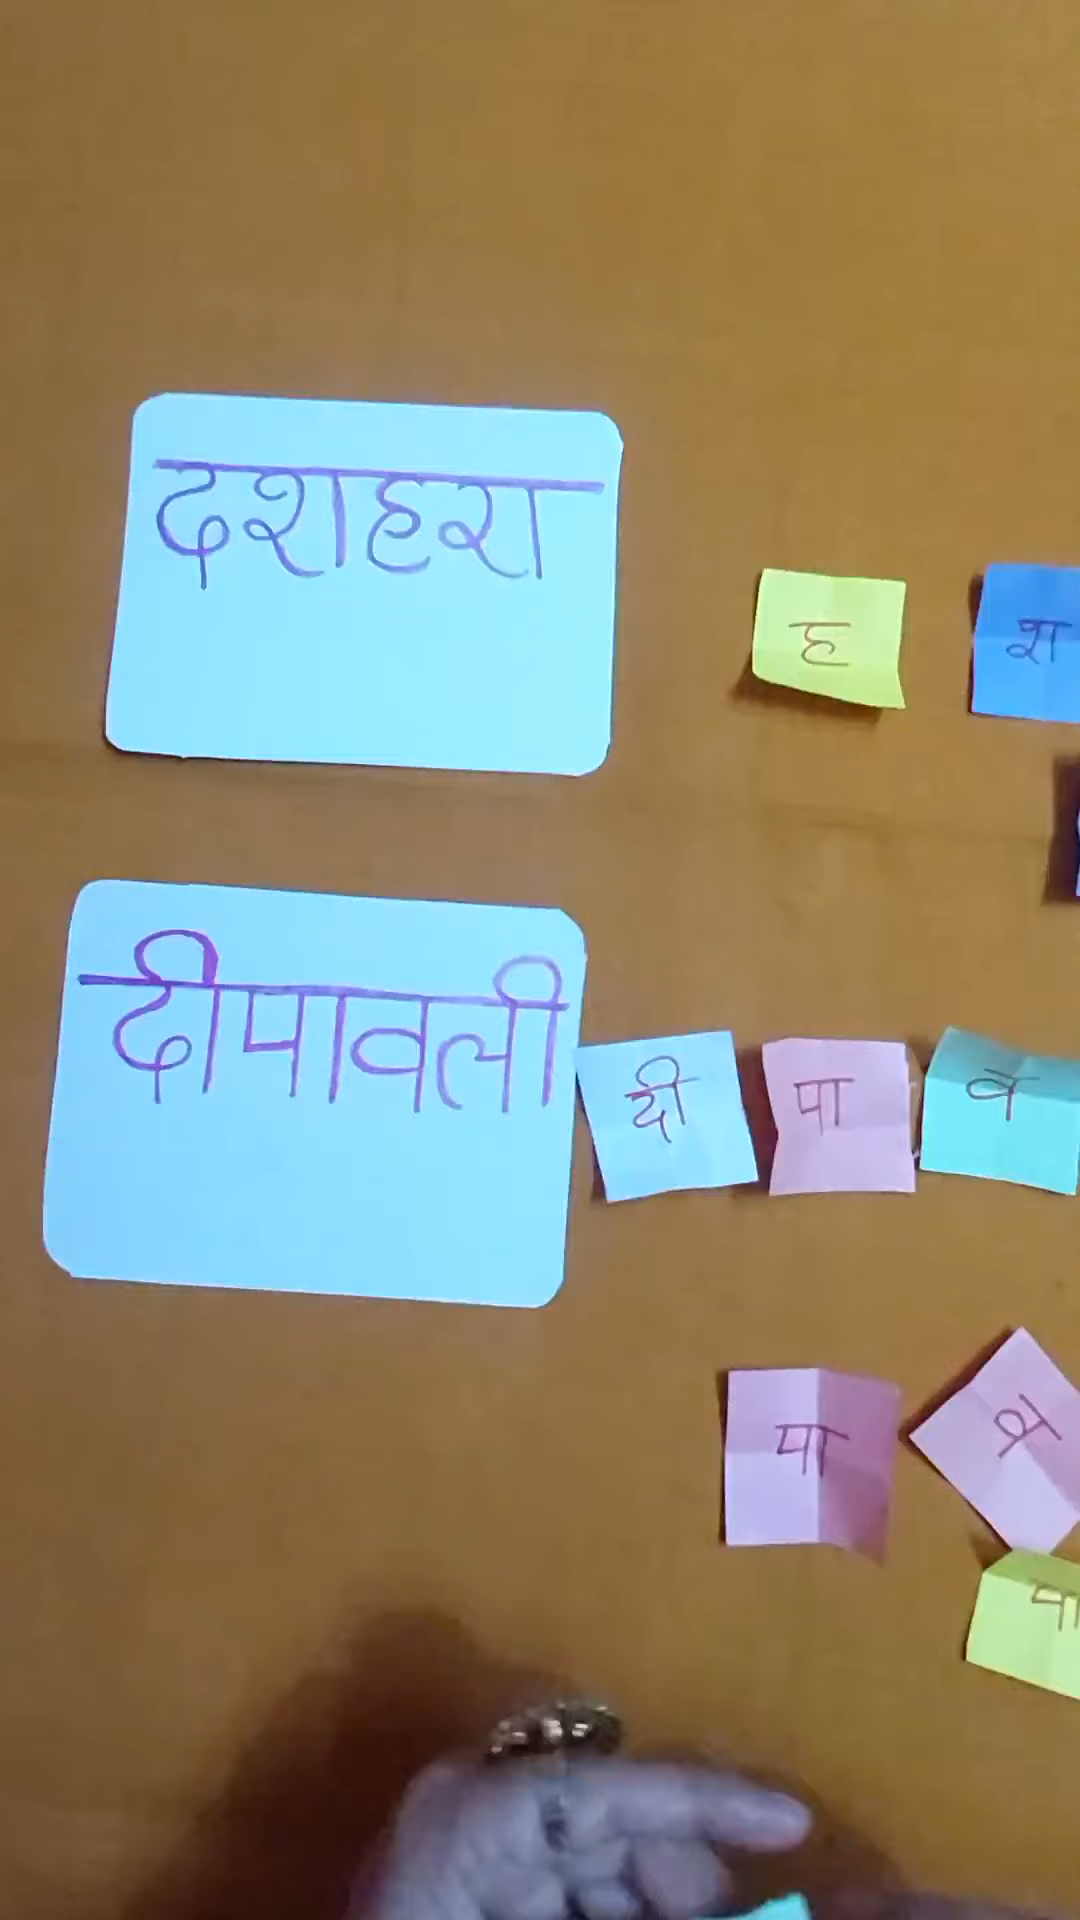 दशहरा
ह
श
दीपावली
दी पा व
पा